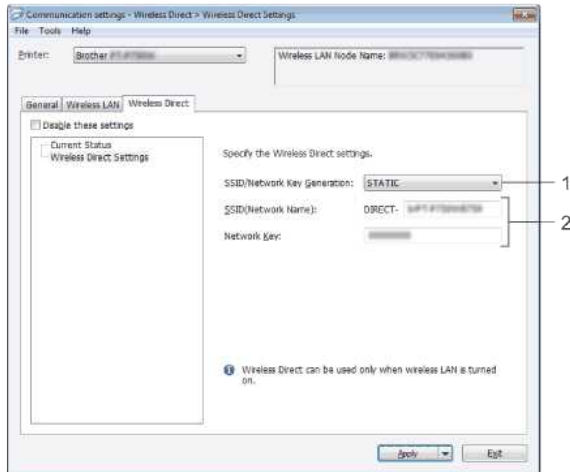 Communication settings - Wireless Direct > Wireless Direct Settings
File Tools Help
Printer: Brother
Wireless LAN Node Name:
General Wireless LAN Wireless Direct
Disable these settings
Current Status
Wireless Direct Settings
Specify the Wireless Direct settings.
SSID/Network Key Generation: STATIC
1
SSID(Network Name): DIRECT-
2
Network Key:
Wireless Direct can be used only when wireless LAN is turned
on.
Apply Exit